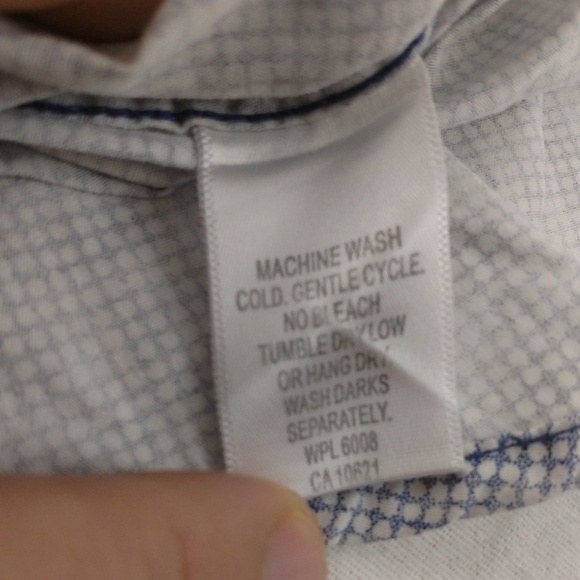 MACHINE WASH
COLD. GENTLE CYCLE.
NO BLEACH
TUMBLE DRY LOW
OR HANG DRY
WASH DARKS
SEPARATELY.
WPL 6008
CA 10621